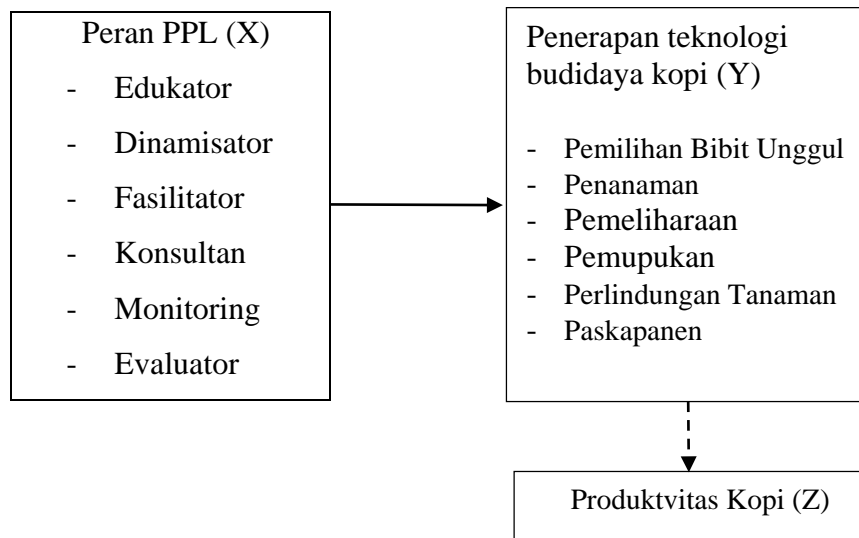 Peran PPL (X)
- Edukator
- Dinamisator
- Fasilitator
- Konsultan
- Monitoring
- Evaluator
Penerapan teknologi
budidaya kopi (Y)
- Pemilihan Bibit Unggul
- Penanaman
- Pemeliharaan
- Pemupukan
- Perlindungan Tanaman
- Paskapanen
Produktvitas Kopi (Z)